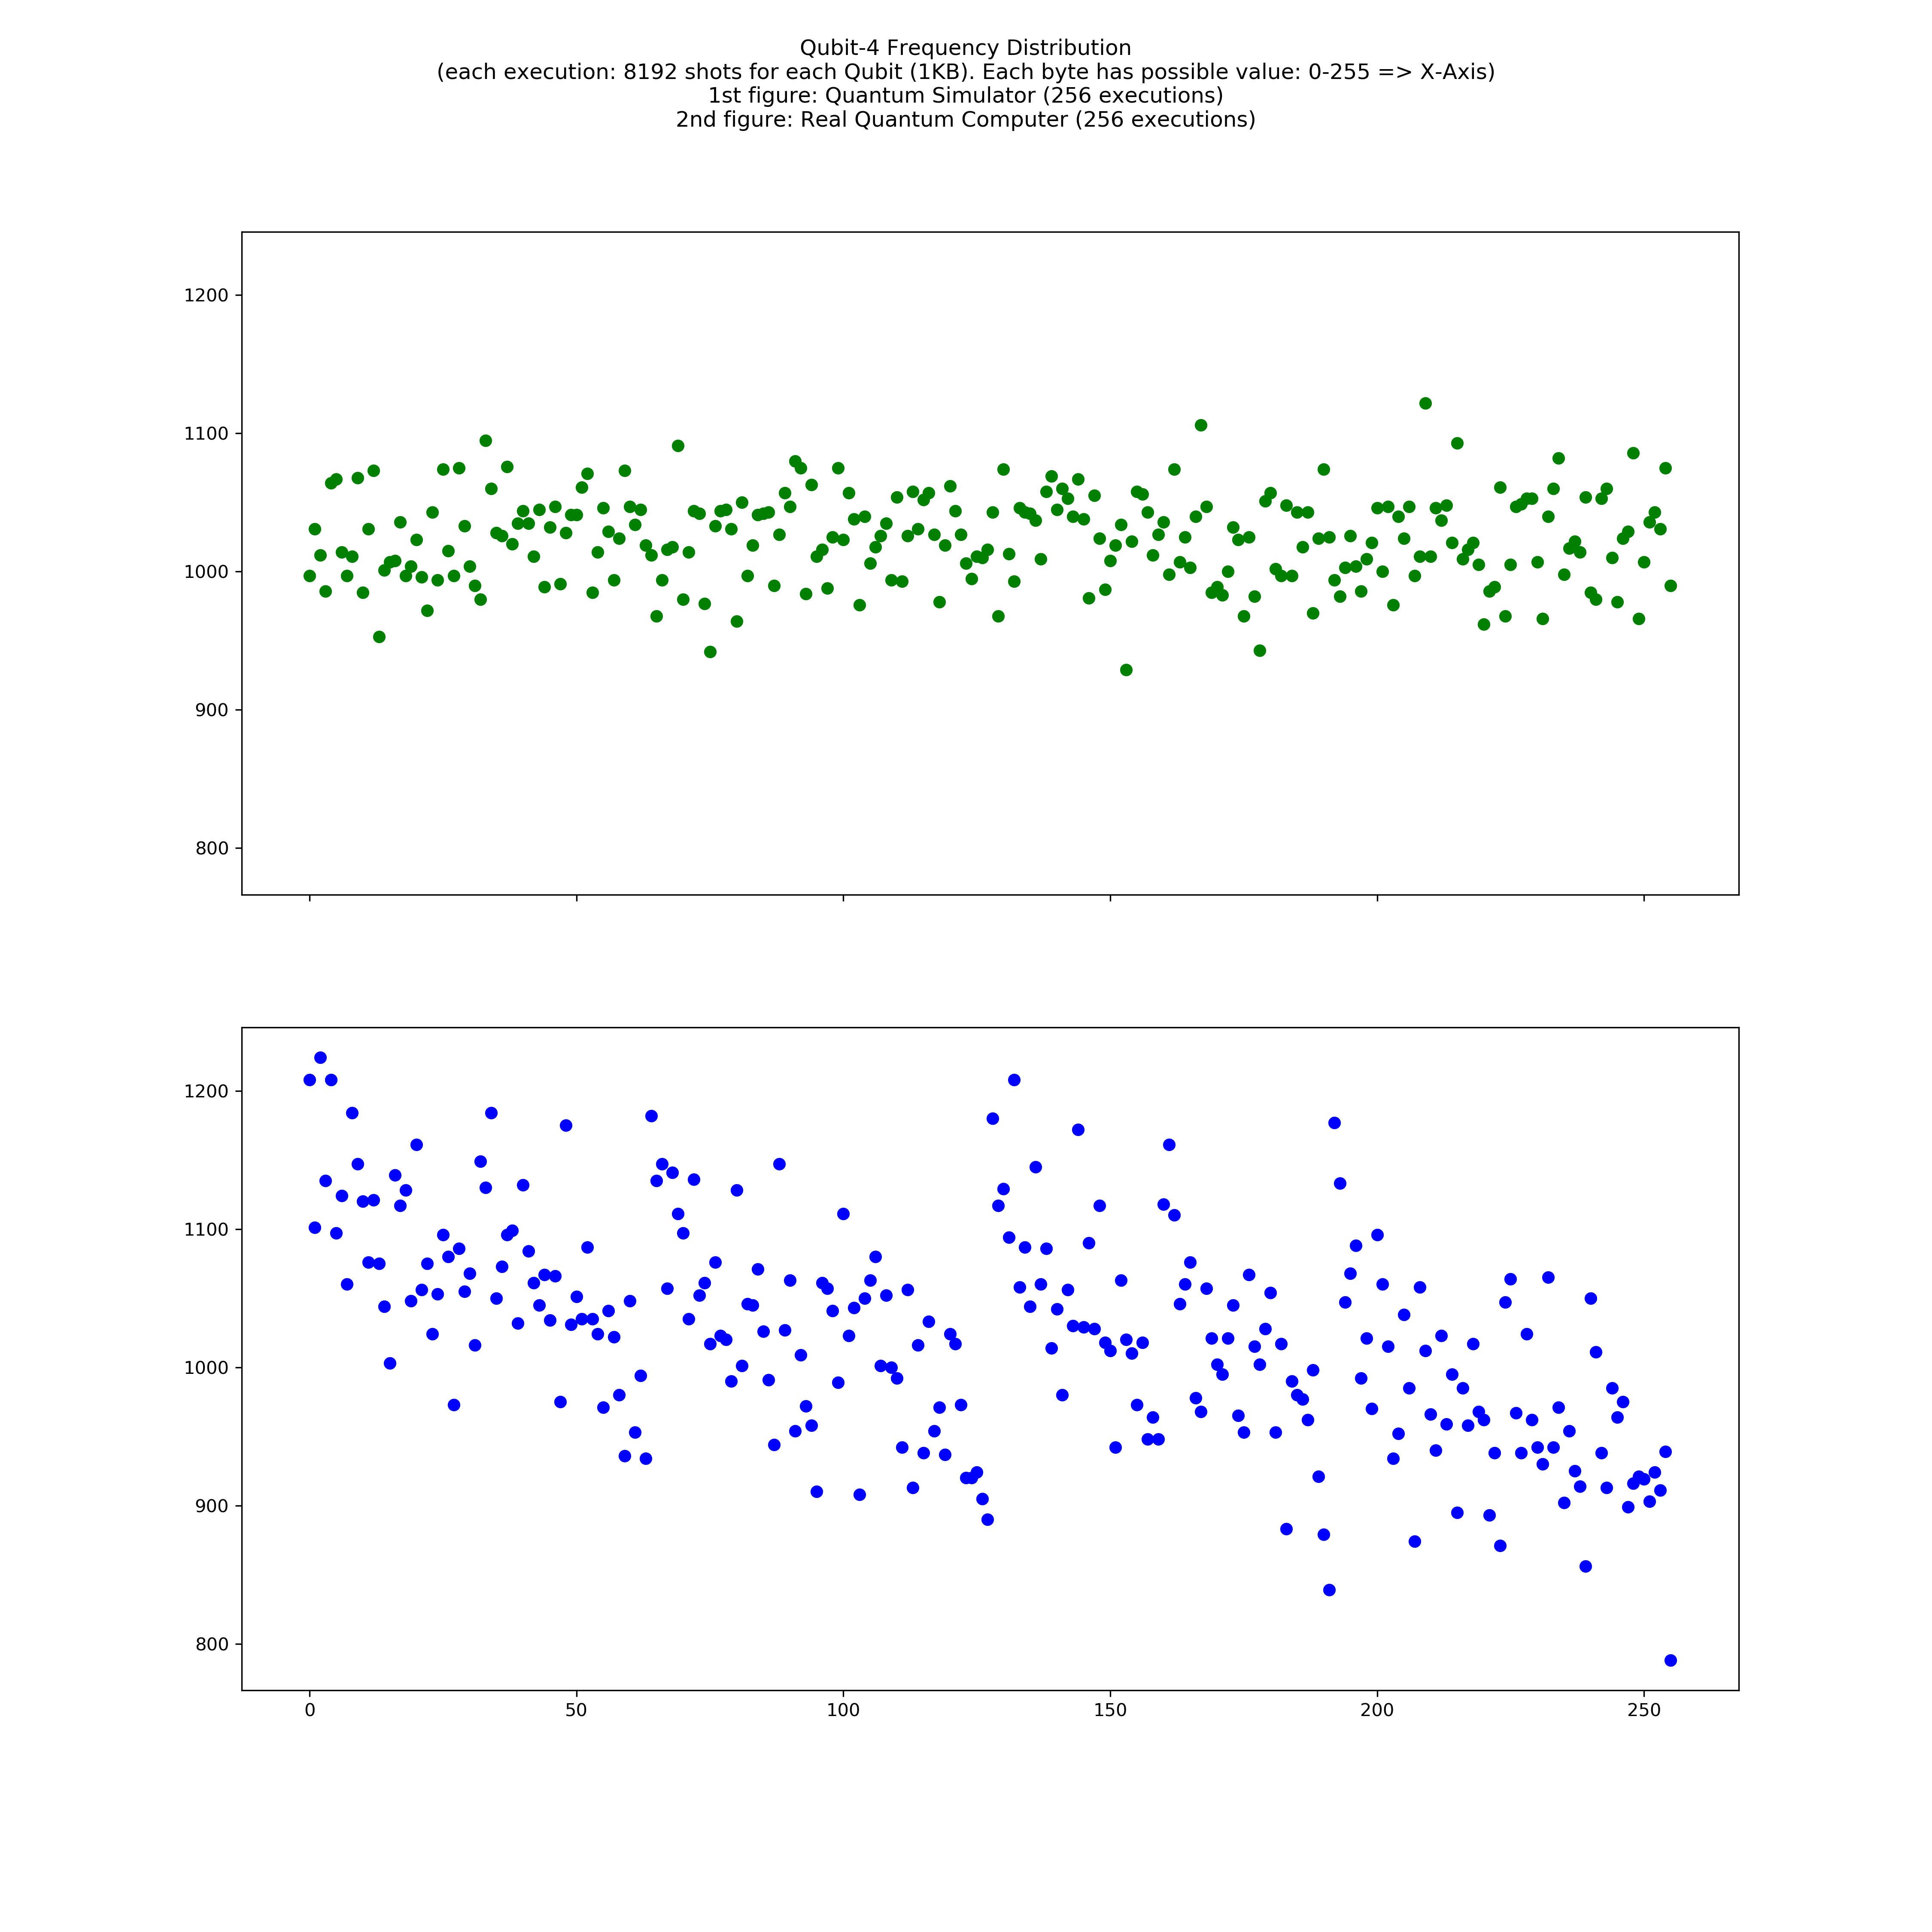 Qubit-4 Frequency Distribution
(each execution: 8192 shots for each Qubit (1KB). Each byte has possible value: 0-255 => X-Axis)
1st figure: Quantum Simulator (256 executions)
2nd figure: Real Quantum Computer (256 executions)
1200
1100
1000
900
800
1200
1100
1000
900
800
0 50 100 150 200 250